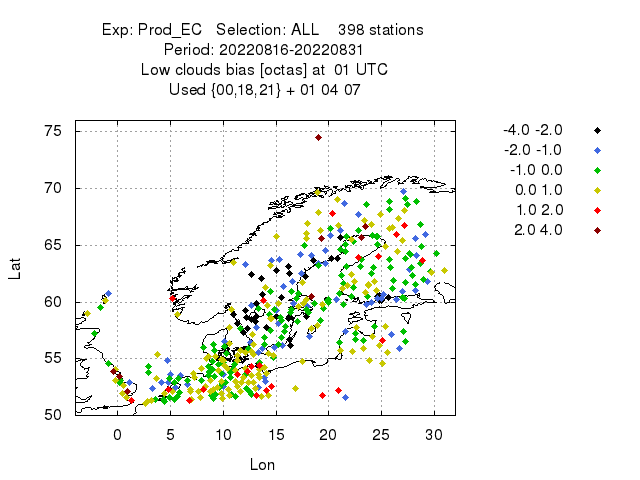 Exp: Prod_EC Selection: ALL 398 stations
Period: 20220816-20220831
Low clouds bias [octas] at 01 UTC
Used {00,18,21} + 01 04 07
-4.0 -2.0
-2.0 -1.0
-1.0 0.0
0.0 1.0
1.0 2.0
2.0 4.0
75
70
65
60
55
50
Lat
0 5 10 15 20 25 30
Lon